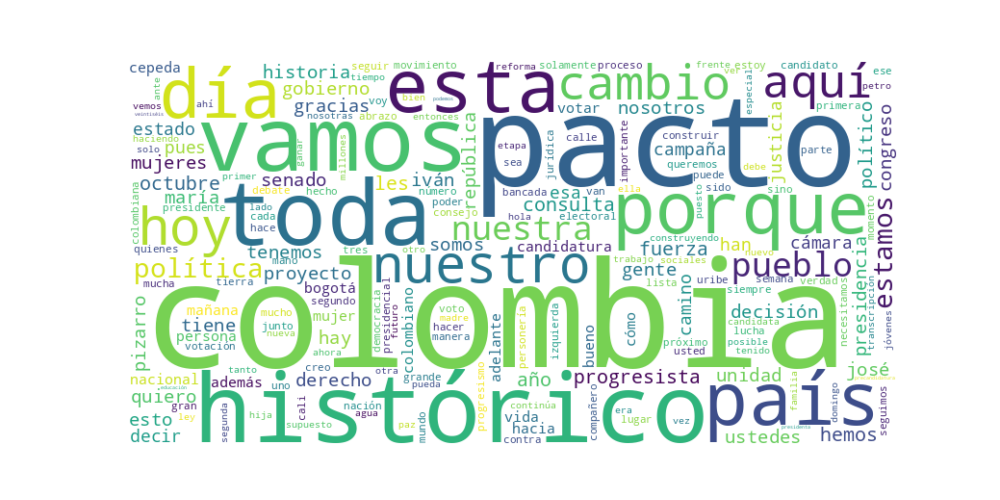 cepeda
ante
día
historia
seguir
movimiento
tiempo
gobierno
gracias
voy
bien
podemos
esta
solamente
proceso
cambio
frente
estoy
ver
candidato
aquí
ese
petro
vemos
ahí
veintiséis
nosotras
abrazo
entonces
reforma
votar
nosotros
especial
primera
haciendo
estado
solo
pues
vamos
república
pacto
etapa
sea
calle
jurídica
importante
construir
campaña
queremos
puede
debe
justicia
parte
político
congreso
mujeres
primer
ganar
millones
colombiana
octubre
maría
presidente
lado
cada
hace
senado
debate
hecho
toda
les
iván
número
poder
consejo
bancada
van
esa
hola
consulta
electoral
ella
sido
puesto
sino
porque
momento
estamos
hoy
quienes
mucha
política
tenemos
mano
tierra
proyecto
tres
otro
nuestra
somos
candidatura
construyendo
fuerza
trabajo
sociales
han
nuevo
cámara
nuestro
gente
lista
camino
uribe
pueblo
semana
siempre
verdad
presidencia
necesitamos
transcripción
jóvenes
pizarro
mañana
tiene
persona
votación
mucho
junto
nueva
bogotá
segundo
mujer
hay
ahora
democracia
presidencial
futuro
colombiano
voto
madre
hacer
manera
adelante
personería
izquierda
cómo
bueno
próximo
usted
candidata
lucha
posible
tenido
decisión
colombia
nacional
quiero
tanto
educación
además
creo
uno
derecho
otra
grande
pueda
año
progresista
unidad
familia
josé
esto
decir
gran
ley
segunda
hija
cali
supuesto
nación
agua
paz
histórico
mundo
progresismo
continúa
vida
hacia
contra
compañero
era
lugar
vez
país
ustedes
domingo
presidenta
hemos
seguimos